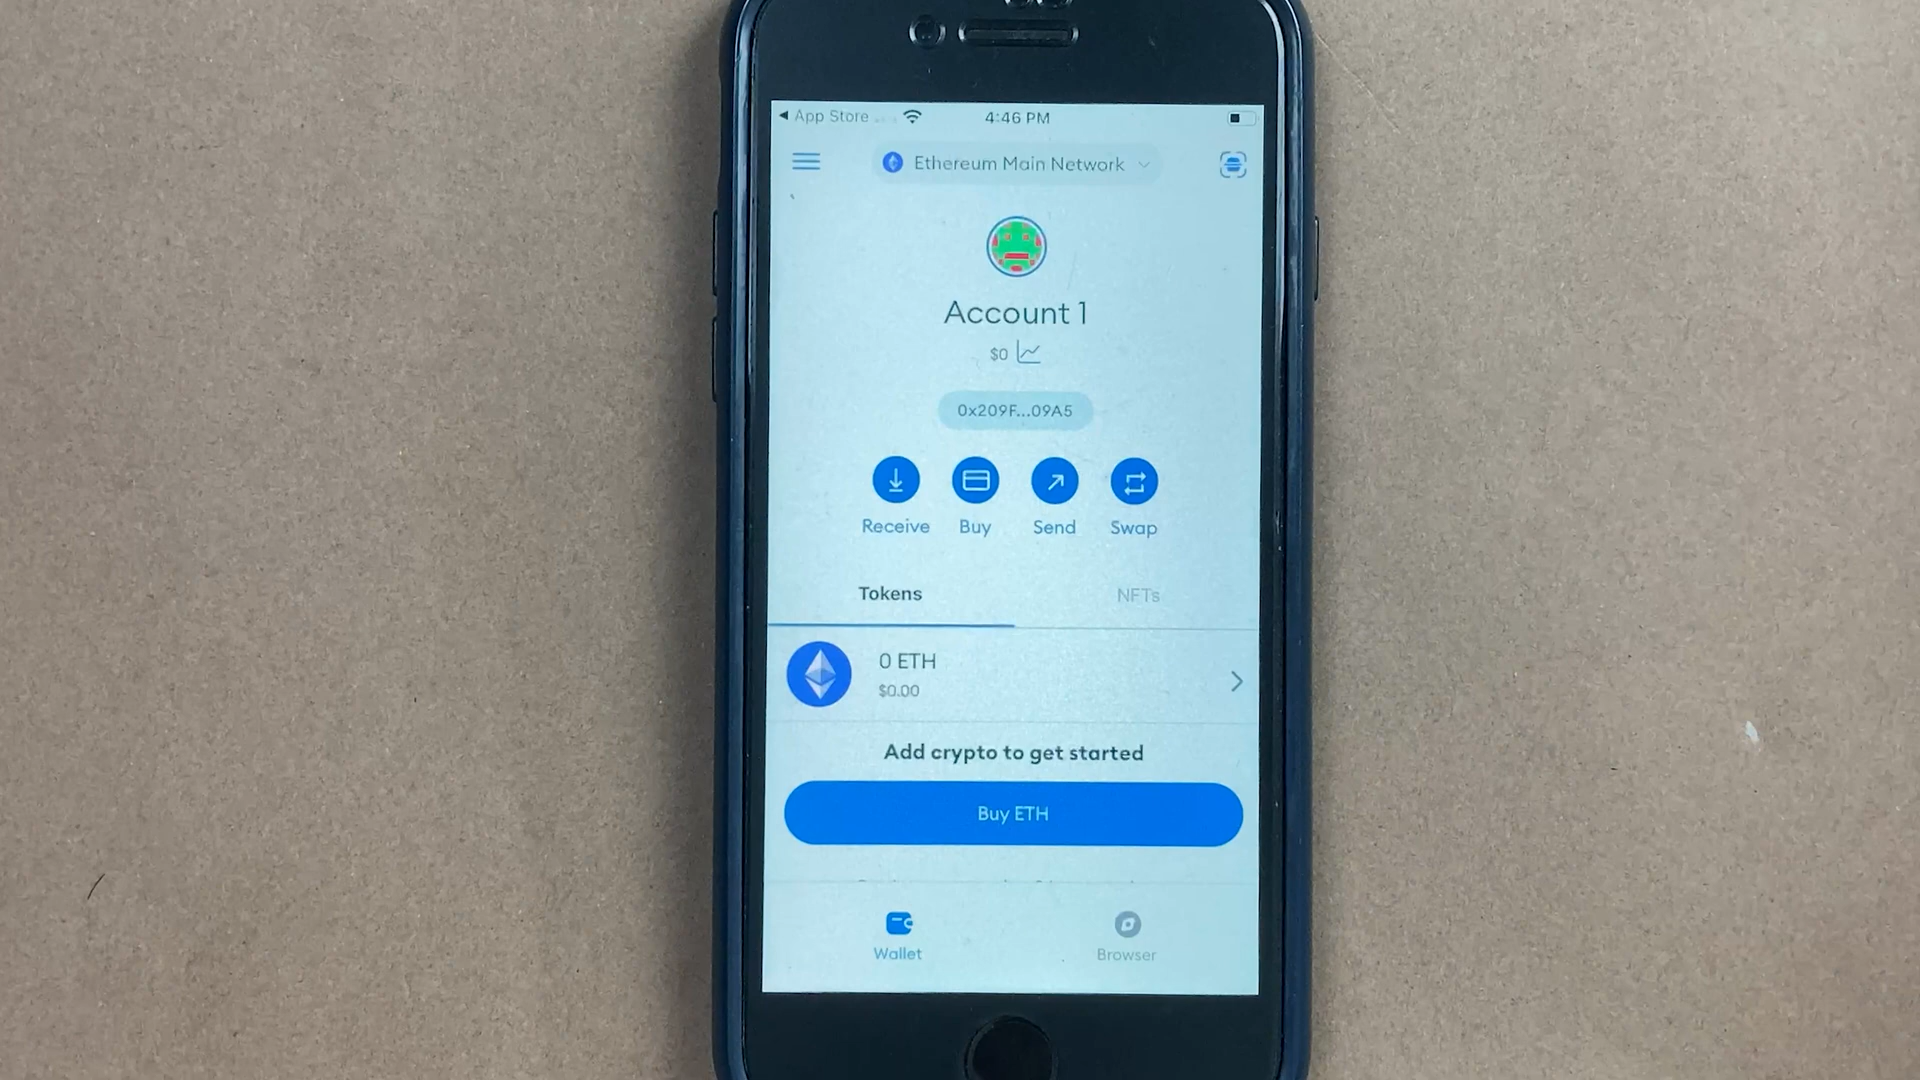 App Store
4:46 PM
Ethereum Main Network
Account 1
$0
0x209F...09A5
Receive Buy Send Swap
Tokens NFTs
0 ETH
$0.00
Add crypto to get started
Buy ETH
Wallet Browser